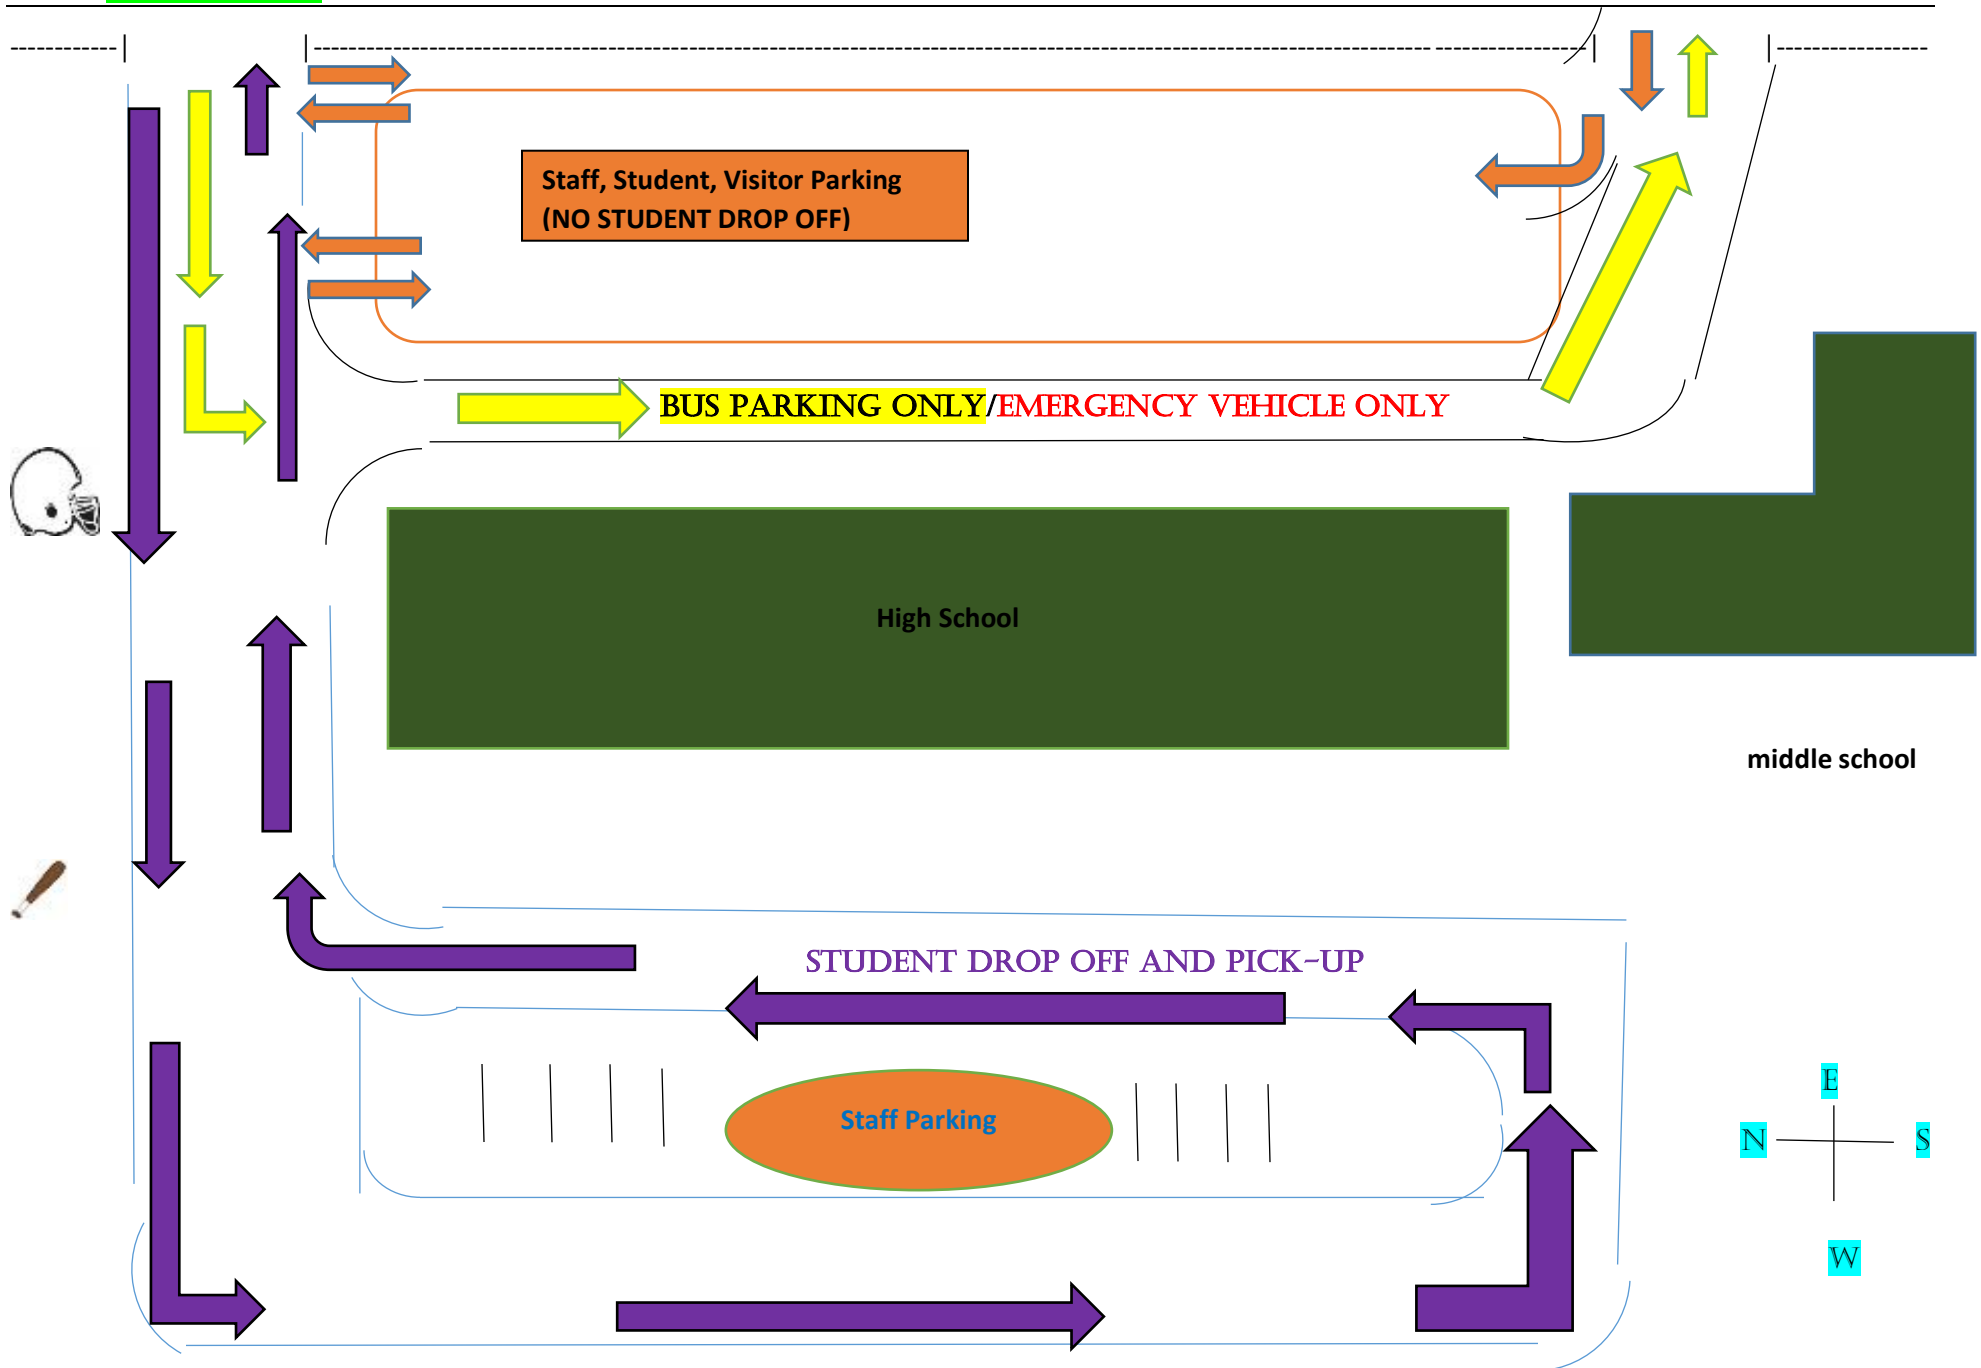 Staff, Student, Visitor Parking
(NO STUDENT DROP OFF)
BUS PARKING ONLY/EMERGENCY VEHICLE ONLY
High School
middle school
STUDENT DROP OFF AND PICK-UP
Staff Parking
E
N S
W